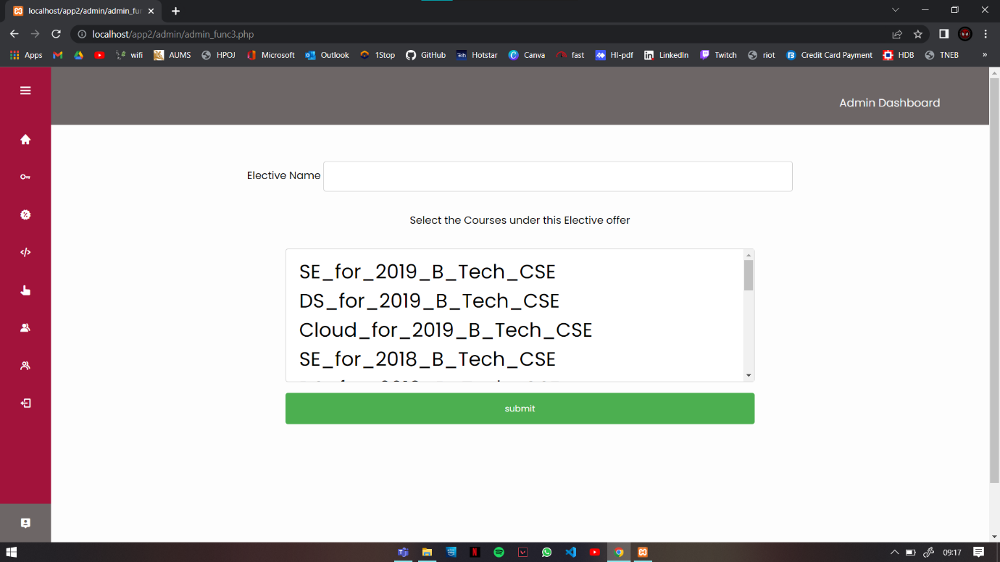 localhost/app2/admin/admin_fun
localhost/app2/admin/admin_func3.php
Apps wifi AUMS HPOJ Microsoft Outlook 1Stop GitHub Hotstar Canva fast HI-pdf LinkedIn Twitch riot Credit Card Payment HDB TNEB »
Admin Dashboard
Elective Name
Select the Courses under this Elective offer
SE_for_2019_B_Tech_CSE
DS_for_2019_B_Tech_CSE
Cloud_for_2019_B_Tech_CSE
SE_for_2018_B_Tech_CSE
submit
09:17